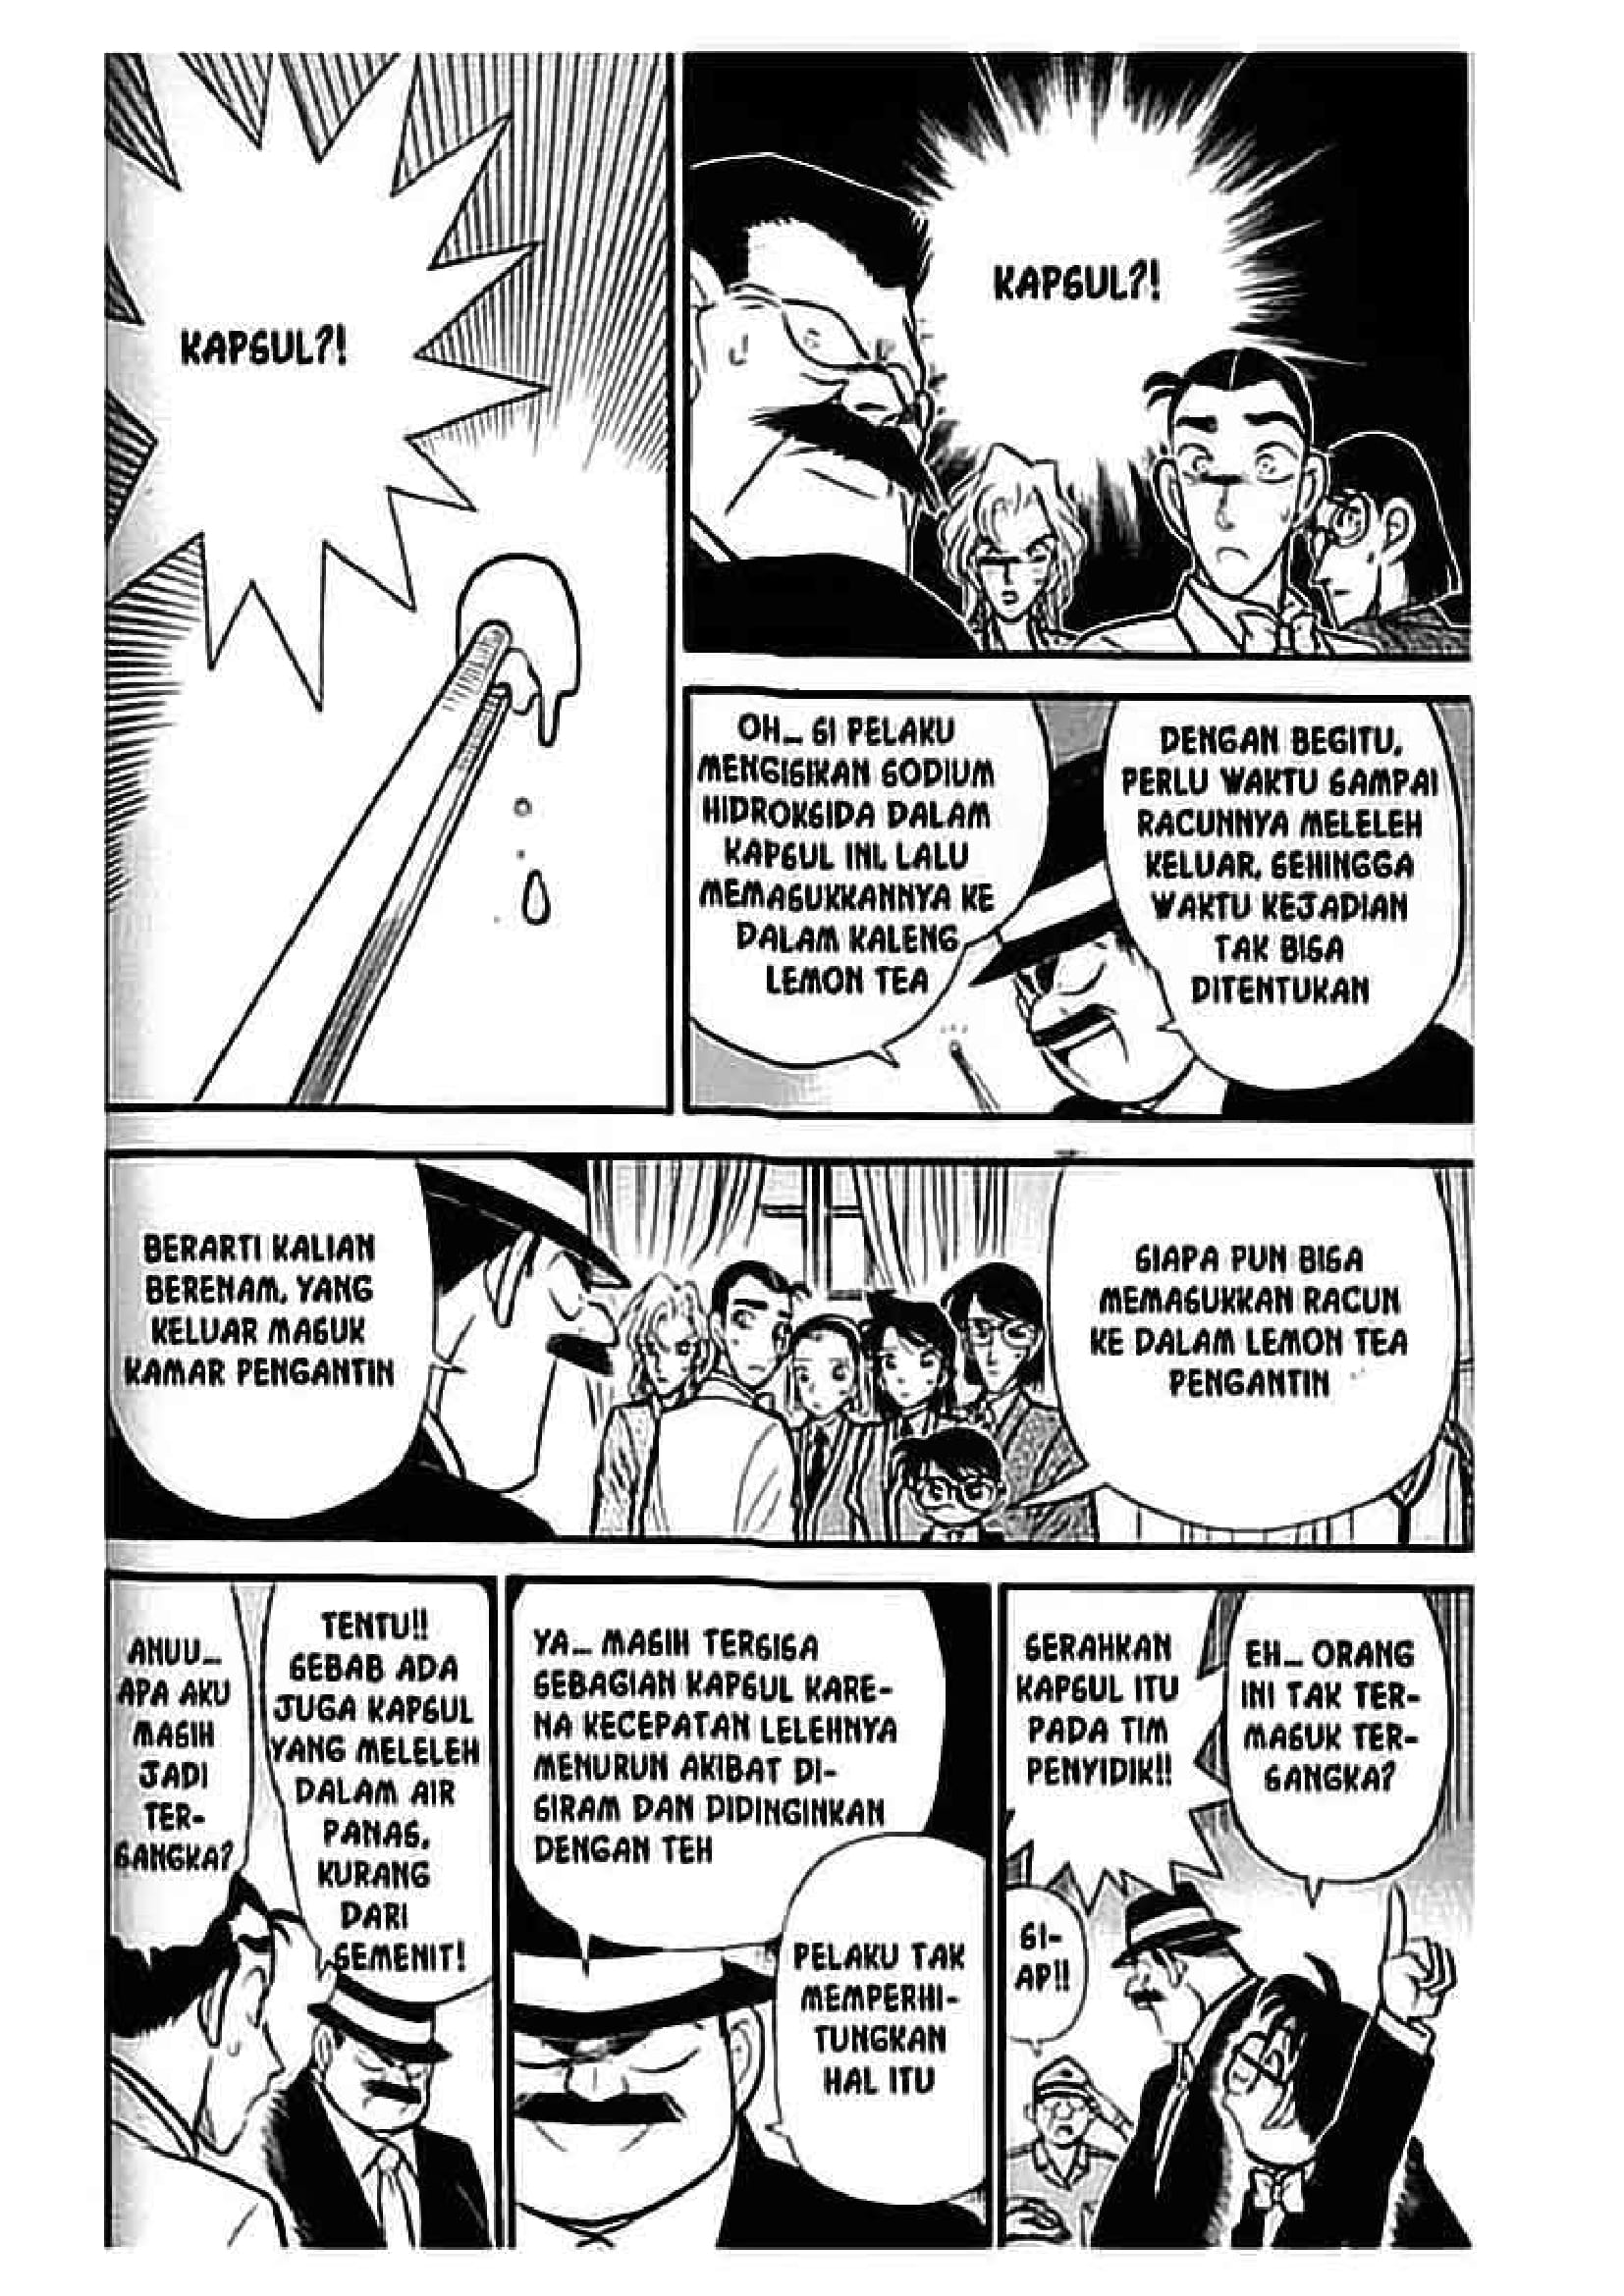 KAPSUL?!
KAPSUL?!
DENGAN BEGITU,
PERLU WAKTU SAMPAI
RACUNNYA MELELEH
KELUAR, SEHINGGA
WAKTU KEJADIAN
TAK BISA
DITENTUKAN
OH... SI PELAKU
MENGISIKAN SODIUM
HIDROKSIDA DALAM
KAPSUL INI, LALU
MEMASUKKANNYA KE
DALAM KALENG
LEMON TEA
SIAPA PUN BISA
MEMASUKKAN RACUN
KE DALAM LEMON TEA
PENGANTIN
BERARTI KALIAN
BERENAM, YANG
KELUAR MASUK
KAMAR PENGANTIN
EH... ORANG
INI TAK TER-
MASUK TER-
SANGKA?
SERAHKAN
KAPSUL ITU
PADA TIM
PENYIDIK!!
SI-
AP!!
YA... MASIH TERSISA
SEBAGIAN KAPSUL KARE-
NA KECEPATAN LELEHNYA
MENURUN AKIBAT DI-
SIRAM DAN DIDINGINKAN
DENGAN TEH
PELAKU TAK
MEMPERHI-
TUNGKAN
HAL ITU
TENTU!!
SEBAB ADA
JUGA KAPSUL
YANG MELELEH
DALAM AIR
PANAS,
KURANG
DARI
SEMENIT!
ANUU...
APA AKU
MASIH
JADI
TER-
SANGKA?